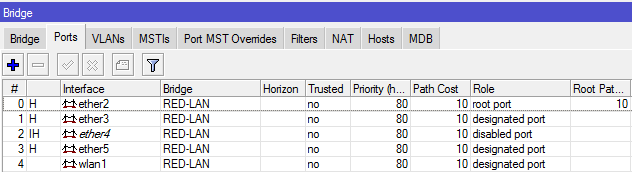 Bridge
Bridge Ports VLANs MSTIs Port MST Overrides Filters NAT Hosts MDB
# Interface Bridge Horizon Trusted Priority (h... Path Cost Role Root Pat...
0 H ether2 RED-LAN no 80 10 root port 10
1 H ether3 RED-LAN no 80 10 designated port
2 IH ether4 RED-LAN no 80 10 disabled port
3 H ether5 RED-LAN no 80 10 designated port
4 wlan1 RED-LAN no 80 10 designated port